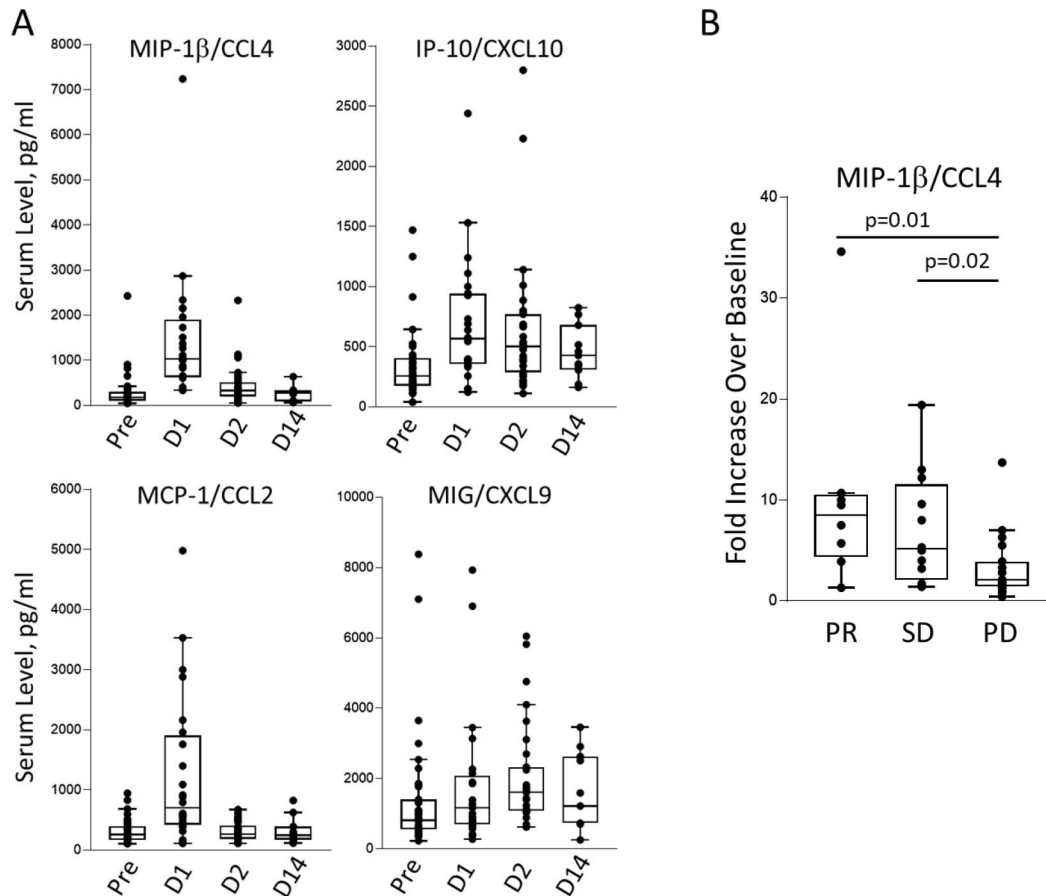 A
Serum Level, pg/ml
MIP-1β/CCL4
8000
7000
6000
5000
4000
3000
2000
1000
0
Pre
D1
D2
D14
IP-10/CXCL10
3000
2500
2000
1500
1000
500
0
Pre
D1
D2
D14
Serum Level, pg/ml
MCP-1/CCL2
6000
5000
4000
3000
2000
1000
0
Pre
D1
D2
D14
MIG/CXCL9
10000
8000
6000
4000
2000
0
Pre
D1
D2
D14
B
MIP-1β/CCL4
Fold Increase Over Baseline
40
30
20
10
0
p=0.01
p=0.02
PR
SD
PD